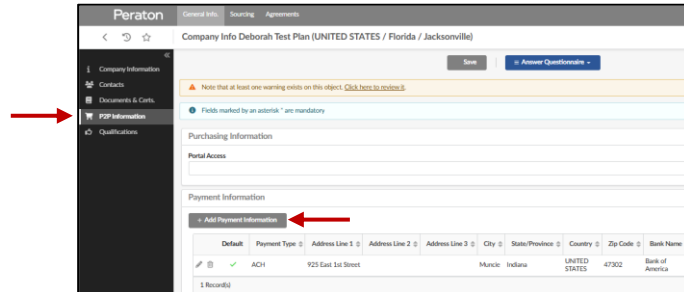 Peraton
General Info. Sourcing Agreements
Company Info Deborah Test Plan (UNITED STATES / Florida / Jacksonville)
Save Answer Questionnaire
Company Information
Contacts
Documents & Certs.
P2P Information
Qualifications
Note that at least one warning exists on this object. Click here to review it.
Fields marked by an asterisk * are mandatory
Purchasing Information
Portal Access
Payment Information
+ Add Payment Information
Default Payment Type Address Line 1 Address Line 2 Address Line 3 City State/Province Country Zip Code Bank Name
ACH 925 East 1st Street Muncie Indiana UNITED STATES 47302 Bank of America
1 Record(s)